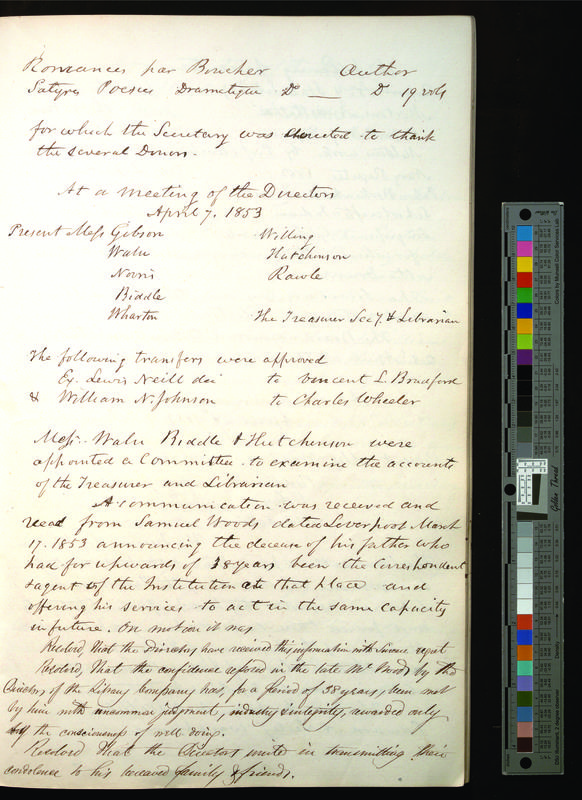 Romances par Boucher Author
Satyres Poesies Dramatique Do — Do 19 vols
for which the Secretary was directed to thank
the several Donors.
At a meeting of the Directors
April 7. 1853
Present Mess Gibson Willing
Waln Hutchinson
Norris Rawle
Biddle
Wharton The Treasurer Secy. & Librarian
The following transfers were approved
Ex. Lewis Neill dec to Vincent L. Bradford
& William N. Johnson to Charles Wheeler
Mess. Waln Biddle & Hutchinson were
appointed a Committee to examine the accounts
of the Treasurer and Librarian
A communication was received and
read from Samuel Woods dated Liverpool March
17. 1853 announcing the decease of his father who
had for upwards of 38 years been the Correspondent
& agent of the Institution at that place and
offering his services to act in the same capacity
in future. On motion it was
Resolved, That the directors have received this information with sincere regret
Resolved, That the confidence reposed in the late Mr Woods by the
Directors of the Library Company has, for a period of 38 years, been met
by him with uncommon judgment, industry & integrity, rewarded only
by the consciousness of well doing.
Resolved That the Directors unite in transmitting their
condolence to his bereaved family & friends.
Golden Thread